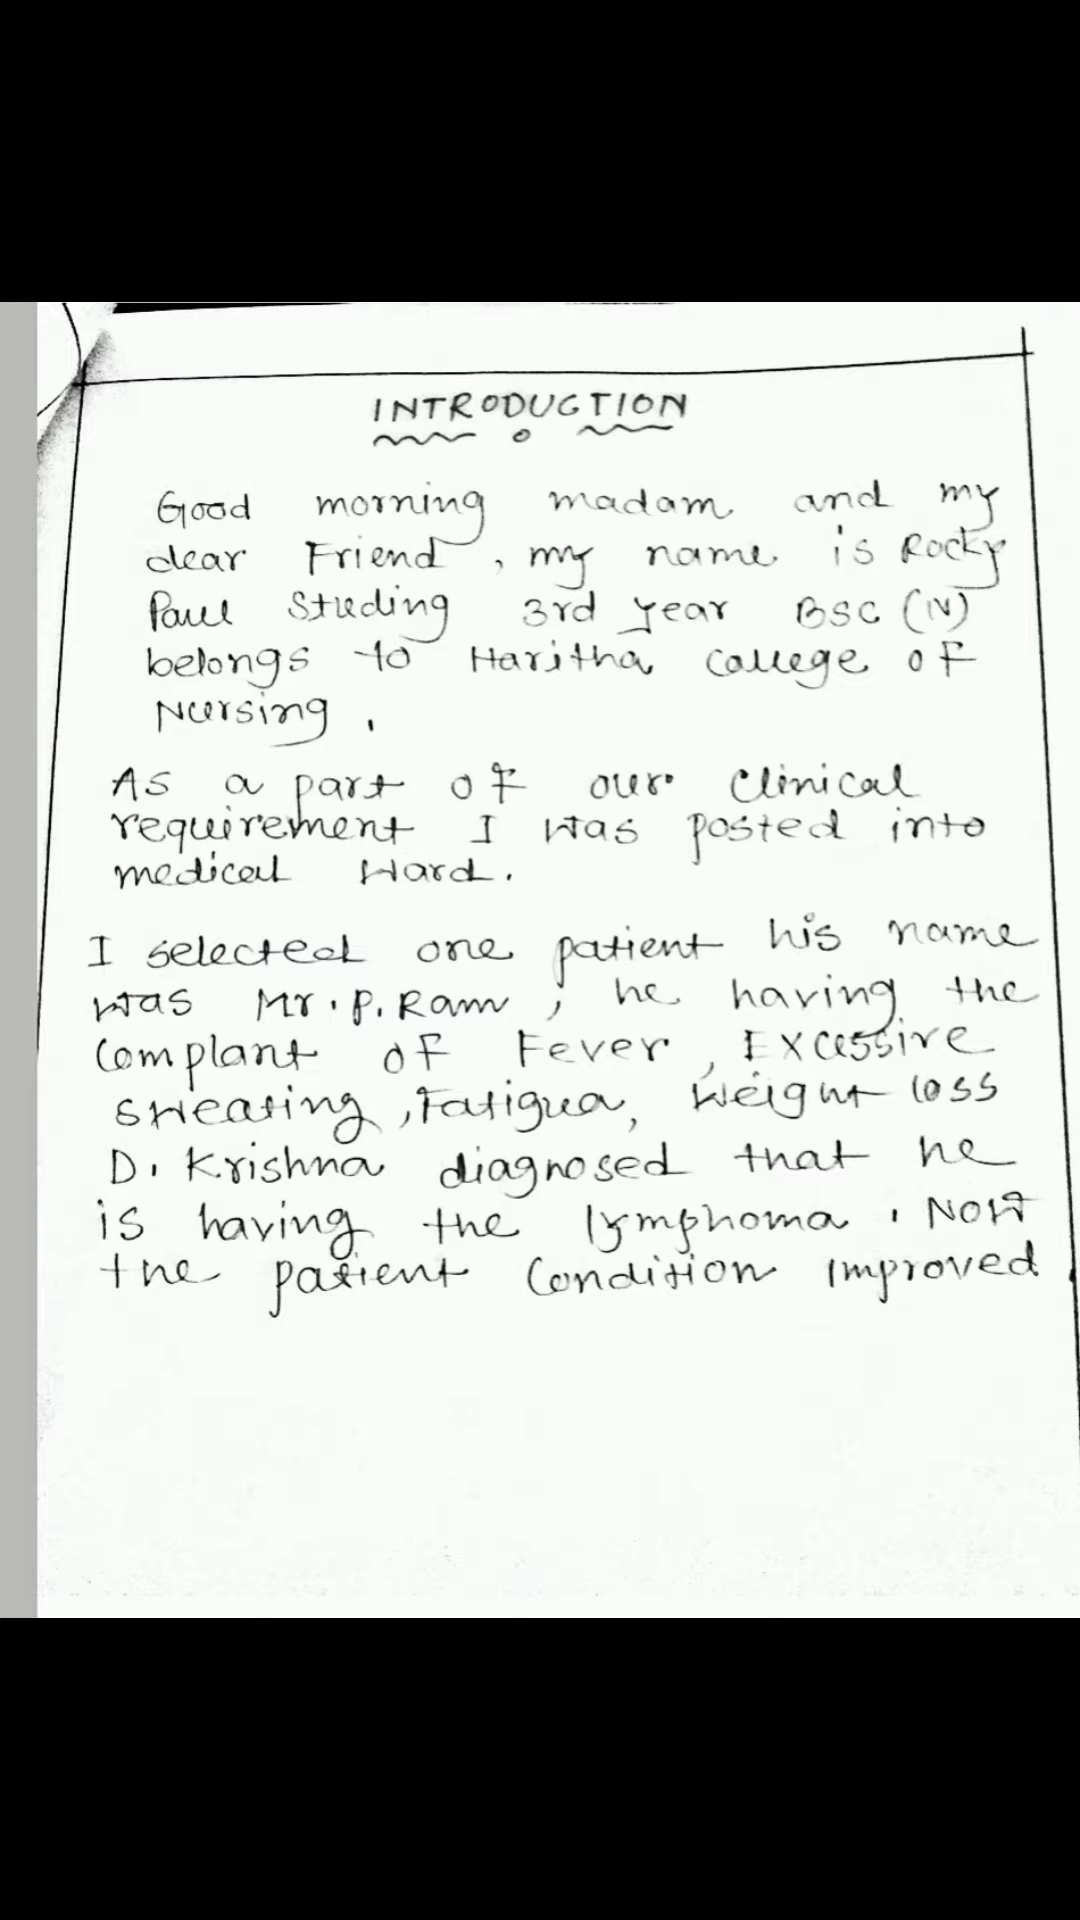 INTRODUCTION
Good morning madam and my
dear Friend, my name is Rocky
Paul Studing 3rd year BSC (N)
belongs to Haritha College of
Nursing.
As a part of our clinical
requirement I was posted into
medical Ward.
I selected one patient his name
was Mr. P. Ram, he having the
Complant of Fever, Excessive
sweating, Fatigua, Weight loss
D. Krishna diagnosed that he
is having the lymphoma. Now
the patient Condition improved.